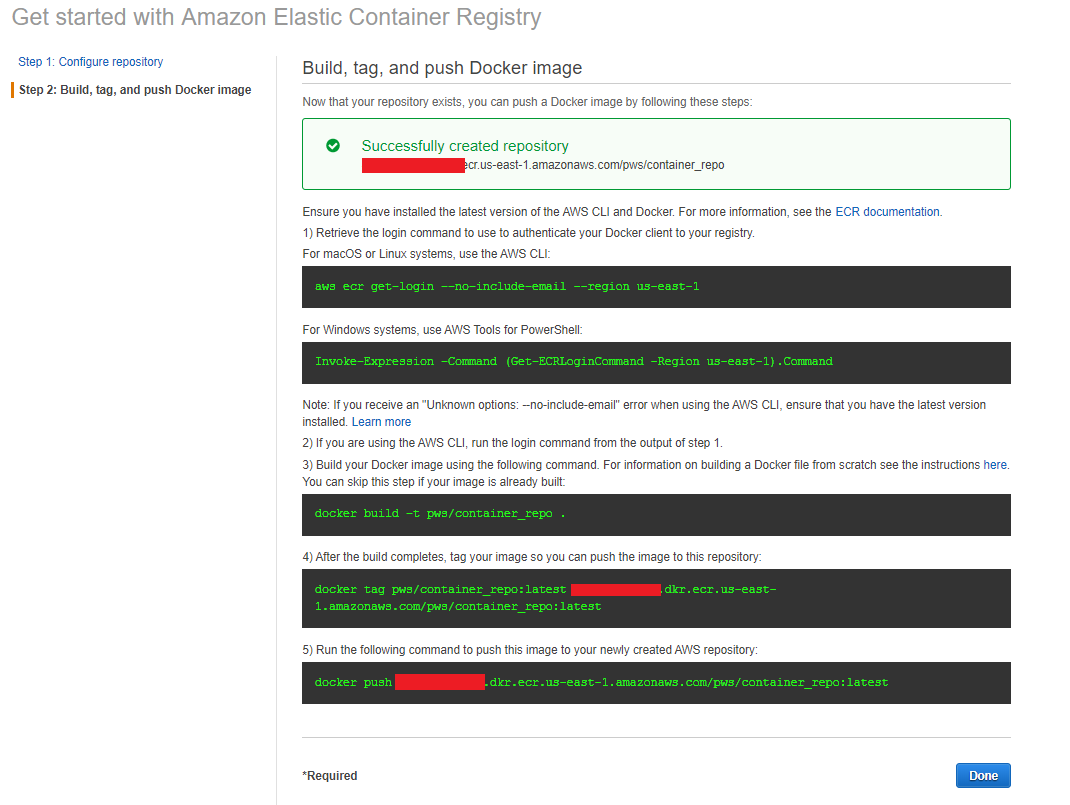 Get started with Amazon Elastic Container Registry
Step 1: Configure repository
Step 2: Build, tag, and push Docker image
Build, tag, and push Docker image
Now that your repository exists, you can push a Docker image by following these steps:
Successfully created repository
ecr.us-east-1.amazonaws.com/pws/container_repo
Ensure you have installed the latest version of the AWS CLI and Docker. For more information, see the ECR documentation.
1) Retrieve the login command to use to authenticate your Docker client to your registry.
For macOS or Linux systems, use the AWS CLI:
aws ecr get-login --no-include-email --region us-east-1
For Windows systems, use AWS Tools for PowerShell:
Invoke-Expression -Command (Get-ECRLoginCommand -Region us-east-1).Command
Note: If you receive an "Unknown options: --no-include-email" error when using the AWS CLI, ensure that you have the latest version
installed. Learn more
2) If you are using the AWS CLI, run the login command from the output of step 1.
3) Build your Docker image using the following command. For information on building a Docker file from scratch see the instructions here.
You can skip this step if your image is already built:
docker build -t pws/container_repo .
4) After the build completes, tag your image so you can push the image to this repository:
docker tag pws/container_repo:latest .dkr.ecr.us-east-
1.amazonaws.com/pws/container_repo:latest
5) Run the following command to push this image to your newly created AWS repository:
docker push .dkr.ecr.us-east-1.amazonaws.com/pws/container_repo:latest
*Required
Done